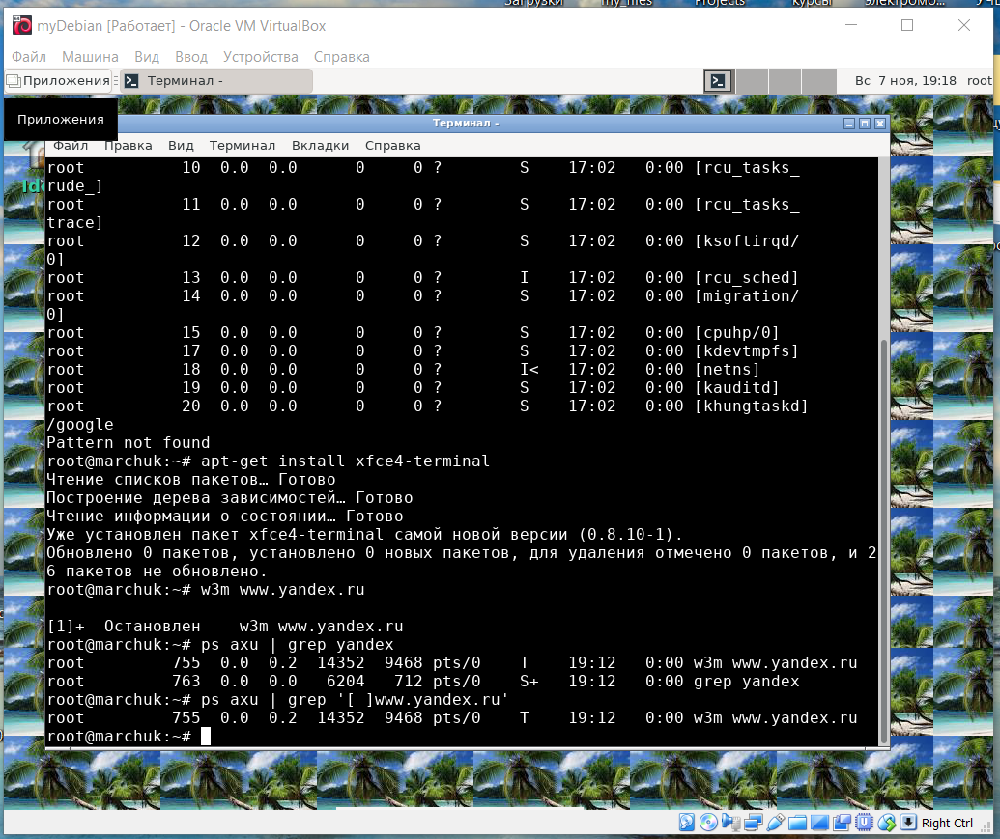 Загрузки my_files Projects курсы электромо...
myDebian [Работает] - Oracle VM VirtualBox
Файл Машина Вид Ввод Устройства Справка
Приложения Терминал - Вс 7 ноя, 19:18 root
Приложения
Терминал -
Файл Правка Вид Терминал Вкладки Справка
root 10 0.0 0.0 0 0 ? S 17:02 0:00 [rcu_tasks_
rude_]
root 11 0.0 0.0 0 0 ? S 17:02 0:00 [rcu_tasks_
trace]
root 12 0.0 0.0 0 0 ? S 17:02 0:00 [ksoftirqd/
0]
root 13 0.0 0.0 0 0 ? I 17:02 0:00 [rcu_sched]
root 14 0.0 0.0 0 0 ? S 17:02 0:00 [migration/
0]
root 15 0.0 0.0 0 0 ? S 17:02 0:00 [cpuhp/0]
root 17 0.0 0.0 0 0 ? S 17:02 0:00 [kdevtmpfs]
root 18 0.0 0.0 0 0 ? I< 17:02 0:00 [netns]
root 19 0.0 0.0 0 0 ? S 17:02 0:00 [kauditd]
root 20 0.0 0.0 0 0 ? S 17:02 0:00 [khungtaskd]
/google
Pattern not found
root@marchuk:~# apt-get install xfce4-terminal
Чтение списков пакетов… Готово
Построение дерева зависимостей… Готово
Чтение информации о состоянии… Готово
Уже установлен пакет xfce4-terminal самой новой версии (0.8.10-1).
Обновлено 0 пакетов, установлено 0 новых пакетов, для удаления отмечено 0 пакетов, и 2
6 пакетов не обновлено.
root@marchuk:~# w3m www.yandex.ru
[1]+ Остановлен w3m www.yandex.ru
root@marchuk:~# ps axu | grep yandex
root 755 0.0 0.2 14352 9468 pts/0 T 19:12 0:00 w3m www.yandex.ru
root 763 0.0 0.0 6204 712 pts/0 S+ 19:12 0:00 grep yandex
root@marchuk:~# ps axu | grep '[ ]www.yandex.ru'
root 755 0.0 0.2 14352 9468 pts/0 T 19:12 0:00 w3m www.yandex.ru
root@marchuk:~#
Right Ctrl